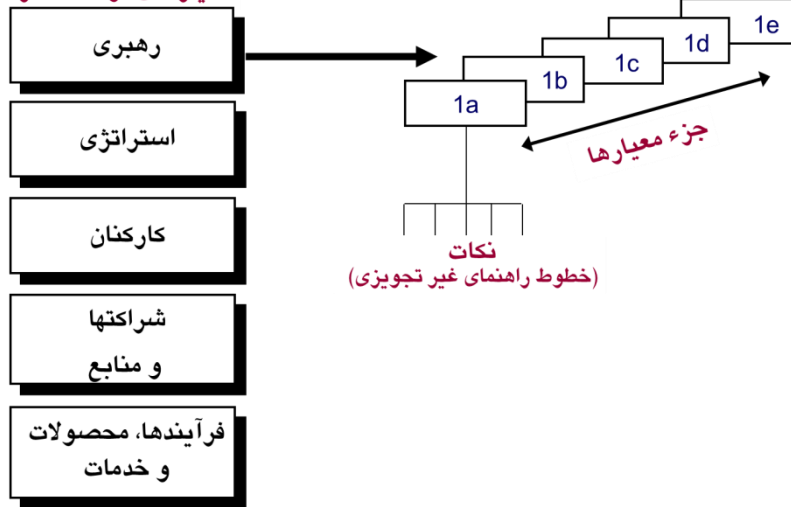 رهبری
استراتژی
کارکنان
شراکتها
و منابع
فرآیندها، محصولات
و خدمات
1a
1b
1c
1d
1e
جزء معیارها
نکات
(خطوط راهنمای غیر تجویزی)